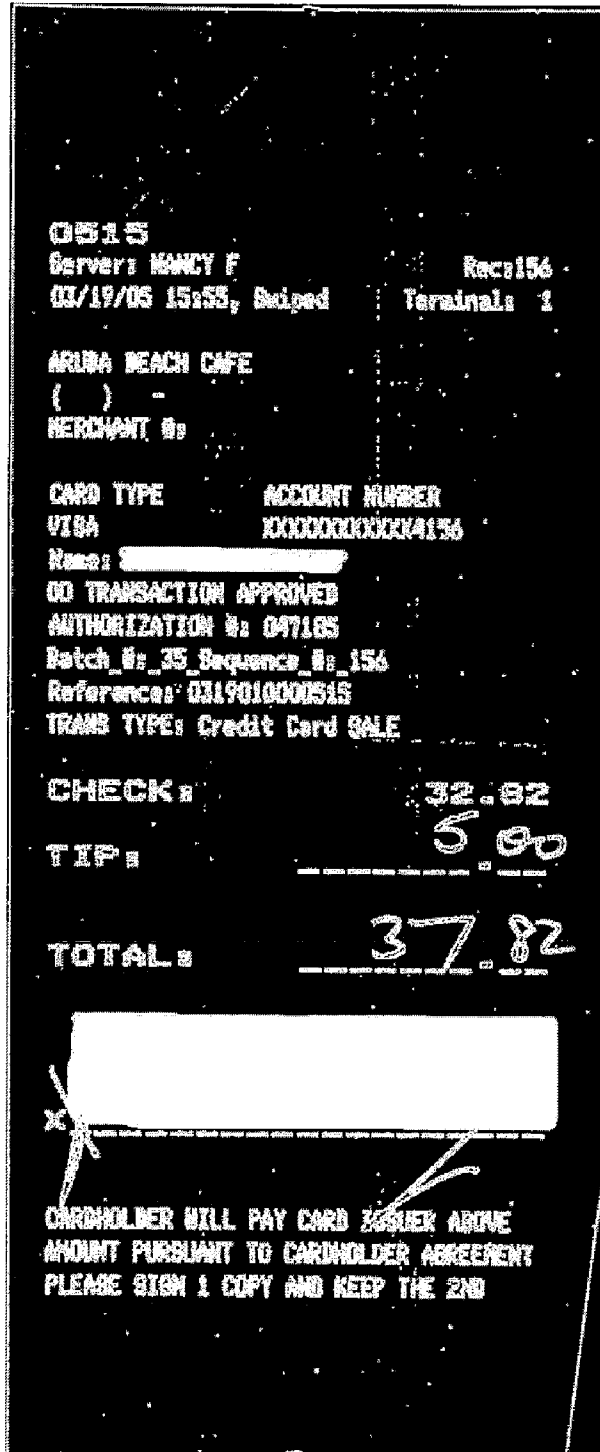 0515
Server: NANCY F Rec:156
03/19/05 15:55, Swiped Terminal: 1
ARUBA BEACH CAFE
( ) -
MERCHANT #:
CARD TYPE ACCOUNT NUMBER
VISA XXXXXXXXXXXX4156
Name:
00 TRANSACTION APPROVED
AUTHORIZATION #: 047185
Batch_#:_35_Sequence_#:_156
Reference: 0319010000515
TRANS TYPE: Credit Card SALE
CHECK: 32.82
TIP: 5.00
TOTAL: 37.82
X
CARDHOLDER WILL PAY CARD ISSUER ABOVE
AMOUNT PURSUANT TO CARDHOLDER AGREEMENT
PLEASE SIGN 1 COPY AND KEEP THE 2ND